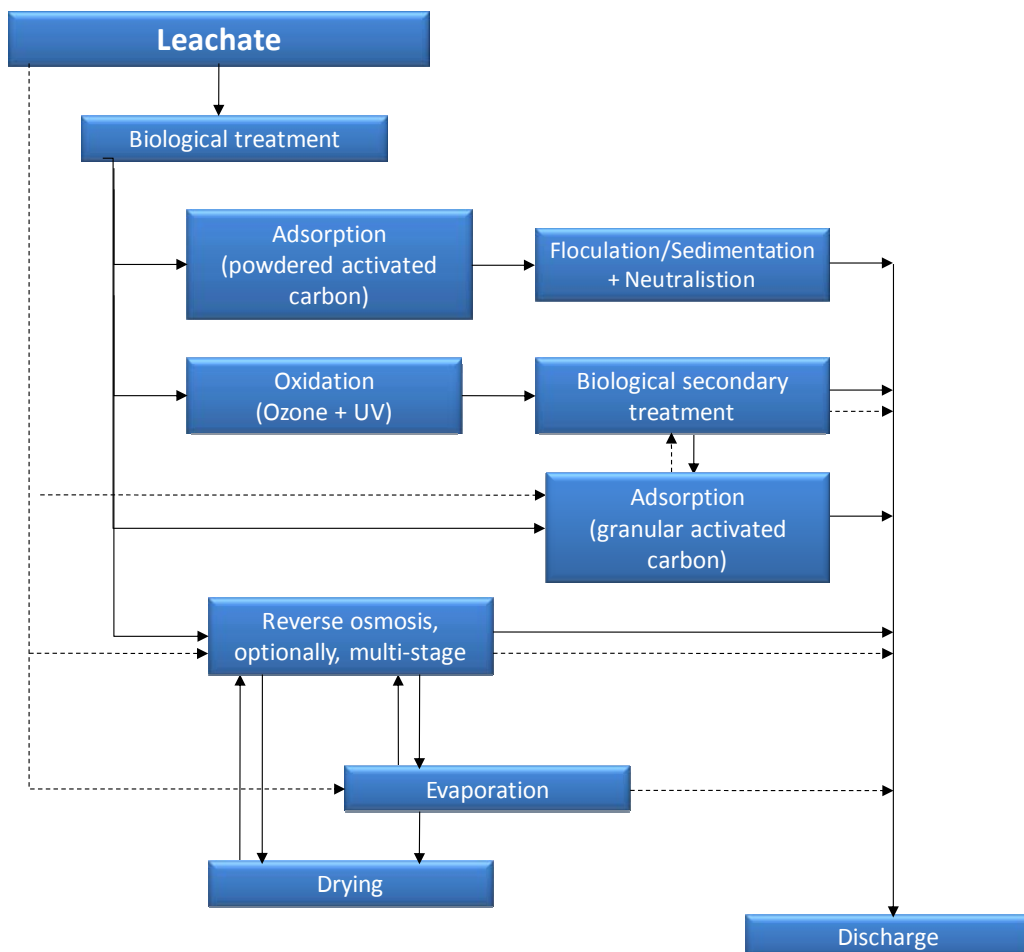 Leachate
Biological treatment
Adsorption
(powdered activated
carbon)
Floculation/Sedimentation
+ Neutralistion
Oxidation
(Ozone + UV)
Biological secondary
treatment
Adsorption
(granular activated
carbon)
Reverse osmosis,
optionally, multi-stage
Evaporation
Drying
Discharge